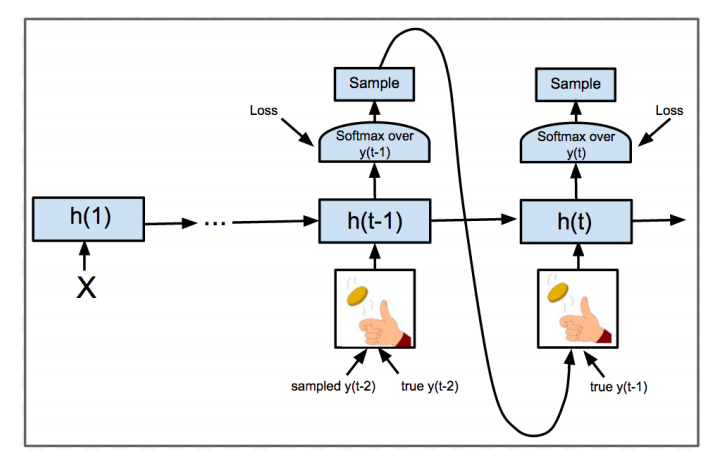 Sample
Sample
Loss
Loss
Softmax over
y(t-1)
Softmax over
y(t)
h(1)
...
h(t-1)
h(t)
X
sampled y(t-2)
true y(t-2)
true y(t-1)